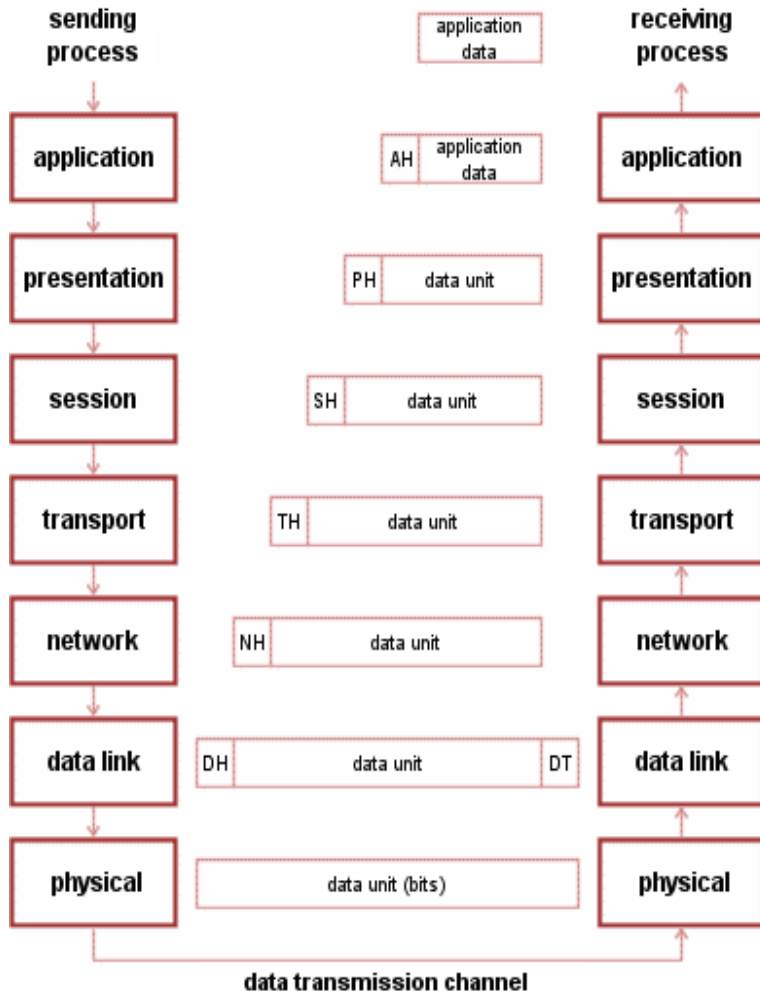 sending
process
application
data
receiving
process
application
AH
application
data
application
presentation
PH
data unit
presentation
session
SH
data unit
session
transport
TH
data unit
transport
network
NH
data unit
network
data link
DH
data unit
DT
data link
physical
data unit (bits)
physical
data transmission channel